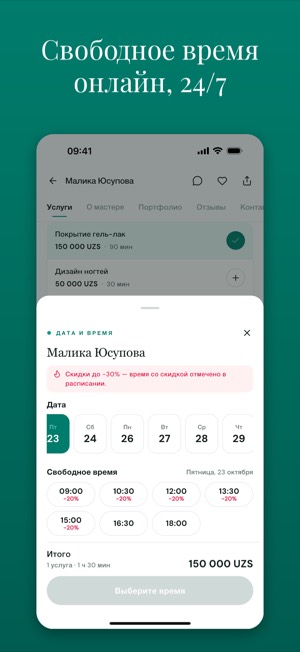 Свободное время
онлайн, 24/7
09:41
Малика Юсупова
Услуги О мастере Портфолио Отзывы Конта
Покрытие гель-лак
150 000 UZS · 90 мин
Дизайн ногтей
50 000 UZS · 30 мин
ДАТА И ВРЕМЯ
Малика Юсупова
Скидки до −30% — время со скидкой отмечено в
расписании.
Дата
Пт Сб Пн Вт Ср Чт
23 24 26 27 28 29
Свободное время Пятница, 23 октября
09:00 10:30 12:00 13:30
−20% −20% −20% −20%
15:00 16:30 18:00
−20%
Итого
1 услуга · 1 ч 30 мин 150 000 UZS
Выберите время